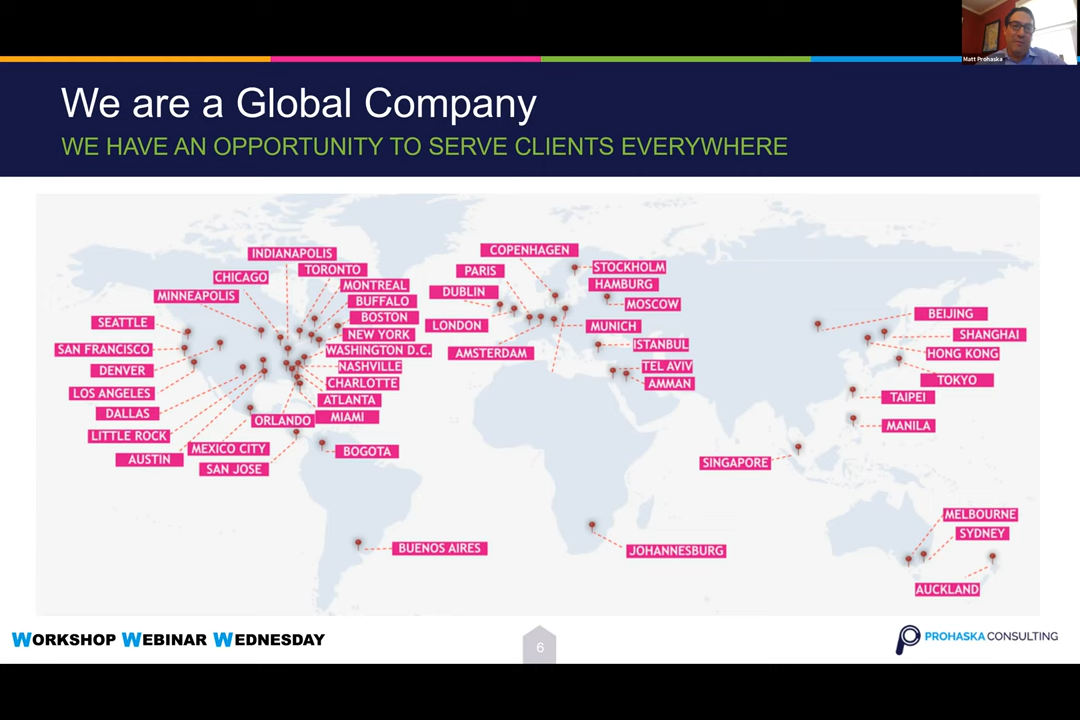 Matt Prohaska
We are a Global Company
WE HAVE AN OPPORTUNITY TO SERVE CLIENTS EVERYWHERE
INDIANAPOLIS
CHICAGO
TORONTO
MINNEAPOLIS
MONTREAL
BUFFALO
SEATTLE
BOSTON
NEW YORK
SAN FRANCISCO
WASHINGTON D.C.
DENVER
NASHVILLE
LOS ANGELES
CHARLOTTE
DALLAS
ATLANTA
ORLANDO
MIAMI
LITTLE ROCK
MEXICO CITY
AUSTIN
SAN JOSE
BOGOTA
BUENOS AIRES
COPENHAGEN
PARIS
STOCKHOLM
DUBLIN
HAMBURG
MOSCOW
LONDON
MUNICH
AMSTERDAM
ISTANBUL
TEL AVIV
AMMAN
JOHANNESBURG
BEIJING
SHANGHAI
HONG KONG
TOKYO
TAIPEI
MANILA
SINGAPORE
MELBOURNE
SYDNEY
AUCKLAND
WORKSHOP WEBINAR WEDNESDAY
6
PROHASKA CONSULTING